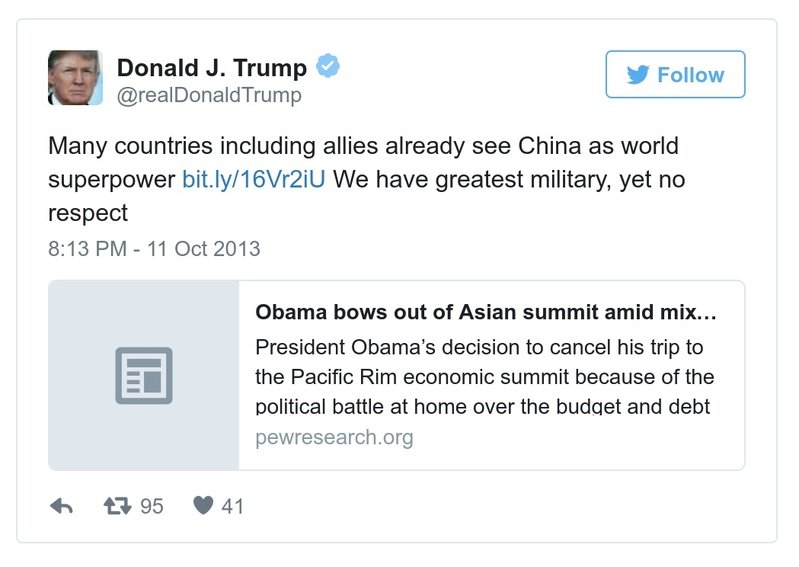 Donald J. Trump
@realDonaldTrump
Follow
Many countries including allies already see China as world
superpower bit.ly/16Vr2iU We have greatest military, yet no
respect
8:13 PM - 11 Oct 2013
Obama bows out of Asian summit amid mix…
President Obama’s decision to cancel his trip to
the Pacific Rim economic summit because of the
political battle at home over the budget and debt
pewresearch.org
95
41